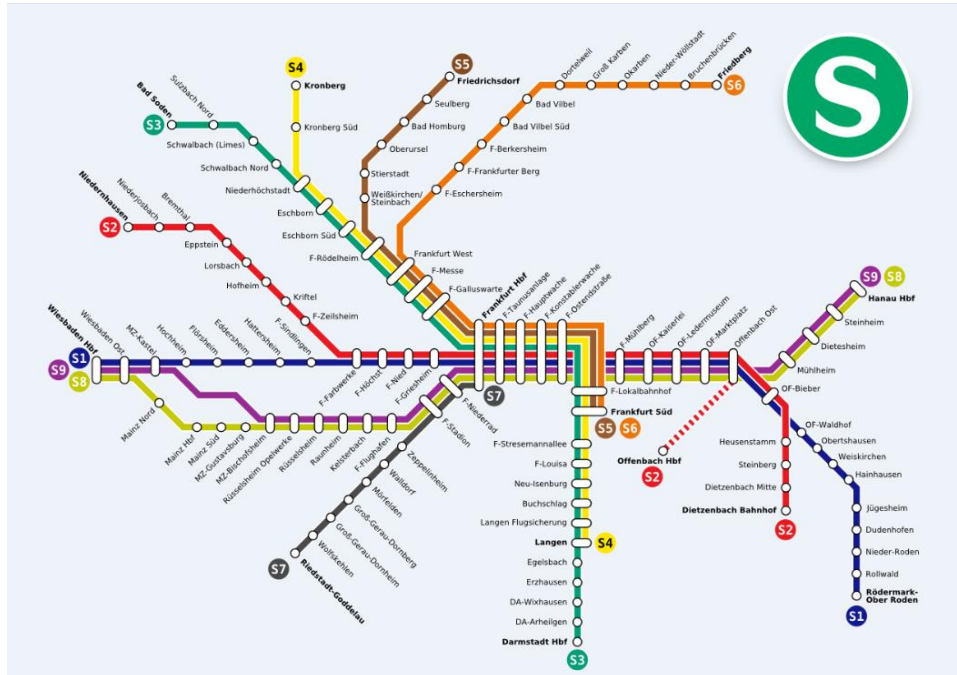 S
S5
Friedrichsdorf
Seulberg
Bad Homburg
Oberursel
Stierstadt
Weißkirchen/
Steinbach
S4
Kronberg
Kronberg Süd
S6
Friedberg
Bruchenbrücken
Nieder-Wöllstadt
Okarben
Groß Karben
Dortelweil
Bad Vilbel
Bad Vilbel Süd
F-Berkersheim
F-Frankfurter Berg
F-Eschersheim
S3
Bad Soden
Sulzbach Nord
Schwalbach (Limes)
Schwalbach Nord
Niederhöchstadt
Eschborn
Eschborn Süd
F-Rödelheim
Frankfurt West
F-Messe
F-Galluswarte
S2
Niedernhausen
Niederjosbach
Bremthal
Eppstein
Lorsbach
Hofheim
Kriftel
F-Zeilsheim
S1
S9
S8
Wiesbaden Hbf
Wiesbaden Ost
MZ-Kastel
Hochheim
Flörsheim
Eddersheim
Hattersheim
F-Sindlingen
F-Farbwerke
F-Höchst
F-Nied
F-Griesheim
Mainz Nord
Mainz Hbf
Mainz Süd
MZ-Gustavsburg
MZ-Bischofsheim
Rüsselsheim Opelwerke
Rüsselsheim
Raunheim
Kelsterbach
F-Flughafen
F-Stadion
F-Niederrad
Frankfurt Hbf
F-Taunusanlage
F-Hauptwache
F-Konstablerwache
F-Ostendstraße
F-Mühlberg
OF-Kaiserlei
OF-Ledermuseum
OF-Marktplatz
Offenbach Ost
S9
S8
Hanau Hbf
Steinheim
Dietesheim
Mühlheim
S7
Zeppelinheim
Walldorf
Mörfelden
Groß-Gerau-Dornberg
Groß-Gerau-Dornheim
Wolfskehlen
Riedstadt-Goddelau
S7
F-Lokalbahnhof
Frankfurt Süd
S5
S6
F-Stresemannallee
F-Louisa
Neu-Isenburg
Buchschlag
Langen Flugsicherung
Langen
S4
Egelsbach
Erzhausen
DA-Wixhausen
DA-Arheilgen
Darmstadt Hbf
S3
Offenbach Hbf
S2
OF-Bieber
Heusenstamm
Steinberg
Dietzenbach Mitte
Dietzenbach Bahnhof
S2
OF-Waldhof
Obertshausen
Weiskirchen
Hainhausen
Jügesheim
Dudenhofen
Nieder-Roden
Rollwald
Rödermark-
Ober Roden
S1